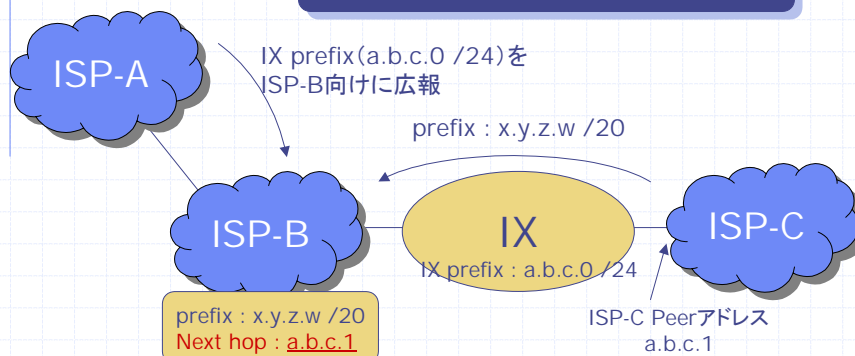 ISP-A
IX prefix(a.b.c.0 /24)を
ISP-B向けに広報
prefix : x.y.z.w /20
ISP-B
IX
IX prefix : a.b.c.0 /24
ISP-C
prefix : x.y.z.w /20
Next hop : a.b.c.1
ISP-C Peerアドレス
a.b.c.1